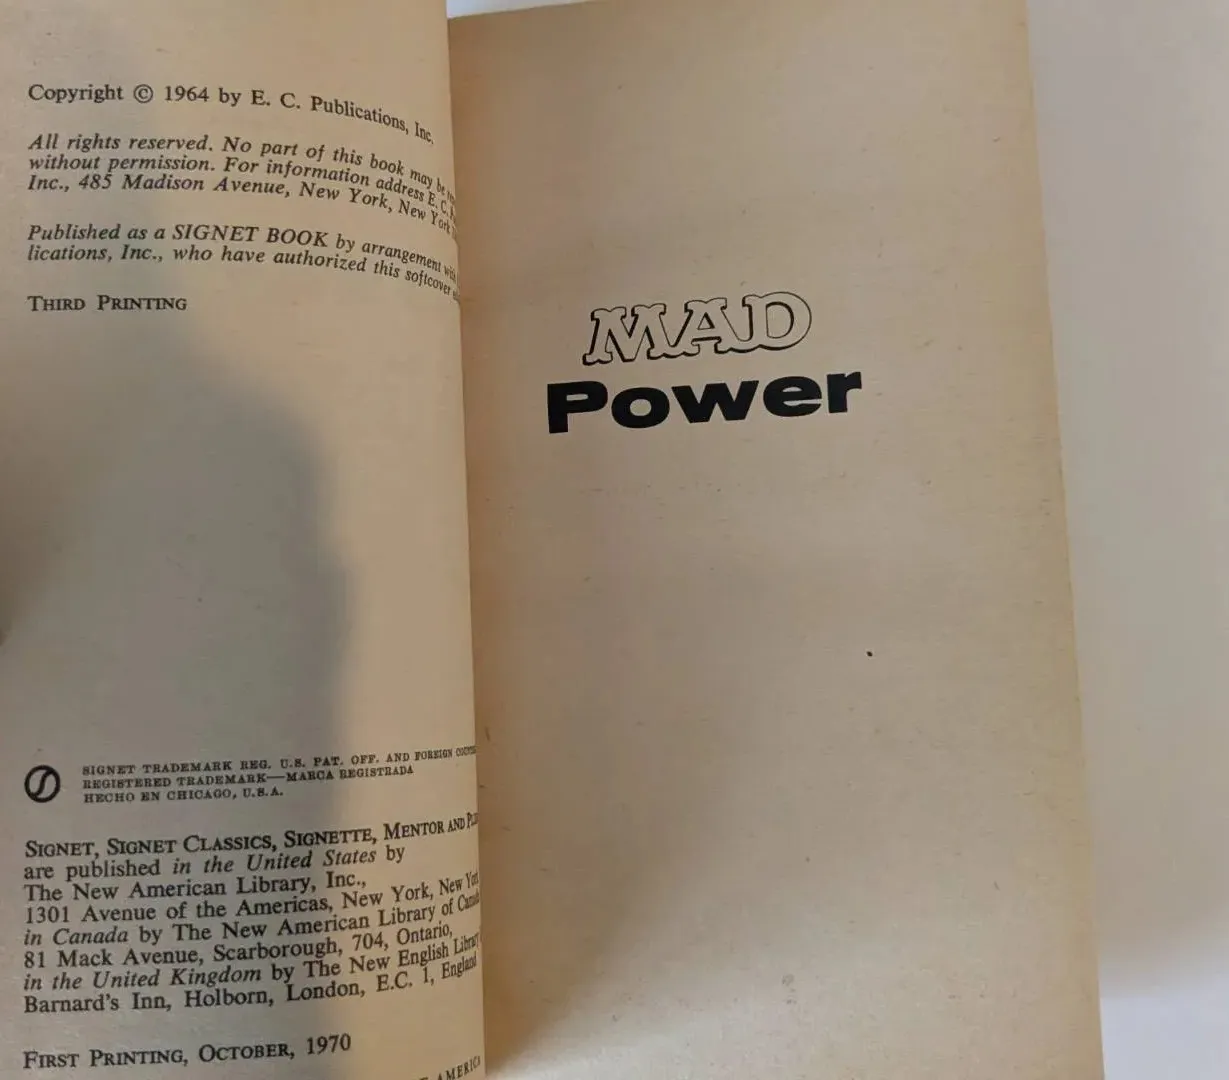 Copyright © 1964 by E. C. Publications, Inc.
All rights reserved. No part of this book may be
without permission. For information address E. C.
Inc., 485 Madison Avenue, New York, New York
Published as a SIGNET BOOK by arrangement with
lications, Inc., who have authorized this softcover
THIRD PRINTING
SIGNET TRADEMARK REG. U.S. PAT. OFF. AND FOREIGN
REGISTERED TRADEMARK—MARCA REGISTRADA
HECHO EN CHICAGO, U.S.A.
SIGNET, SIGNET CLASSICS, SIGNETTE, MENTOR AND
are published in the United States by
The New American Library, Inc.,
1301 Avenue of the Americas, New York, New York
in Canada by The New American Library of Canada
81 Mack Avenue, Scarborough, 704, Ontario,
in the United Kingdom by The New English Library
Barnard's Inn, Holborn, London, E.C. 1, England
FIRST PRINTING, OCTOBER, 1970
AMERICA
MAD
Power